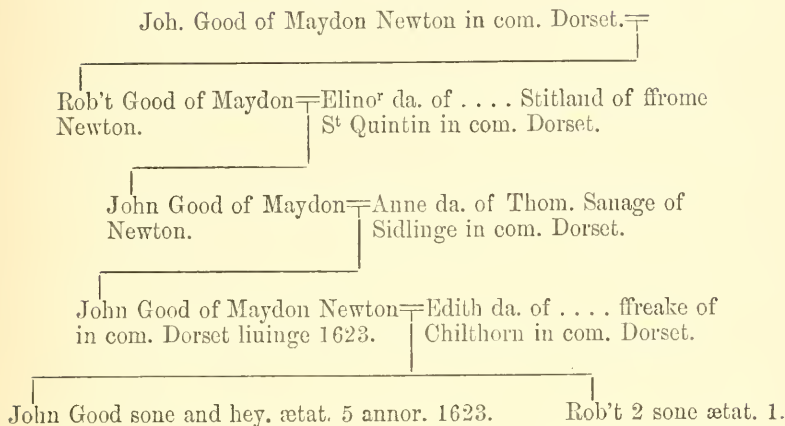 Joh. Good of Maydon Newton in com. Dorset.
Rob't Good of Maydon Elinoʳ da. of . . . . Stitland of ffrome
Newton. Sᵗ Quintin in com. Dorset.
John Good of Maydon Anne da. of Thom. Sauage of
Newton. Sidlinge in com. Dorset.
John Good of Maydon Newton Edith da. of . . . . ffreake of
in com. Dorset liuinge 1623. Chilthorn in com. Dorset.
John Good sone and hey. ætat. 5 annor. 1623. Rob't 2 sone ætat. 1.